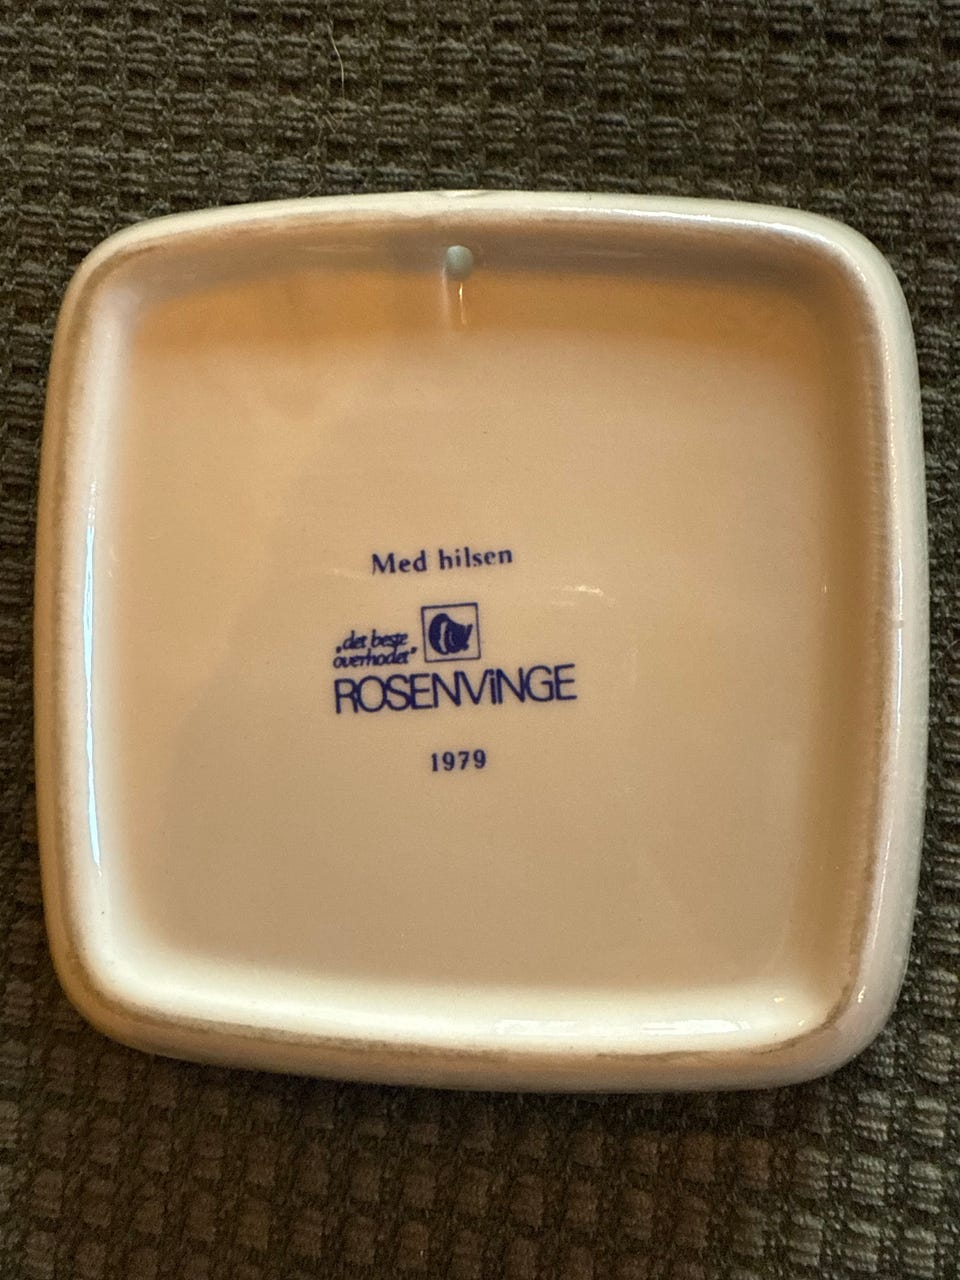 Med hilsen
„det beste
overhodet”
ROSENViNGE
1979